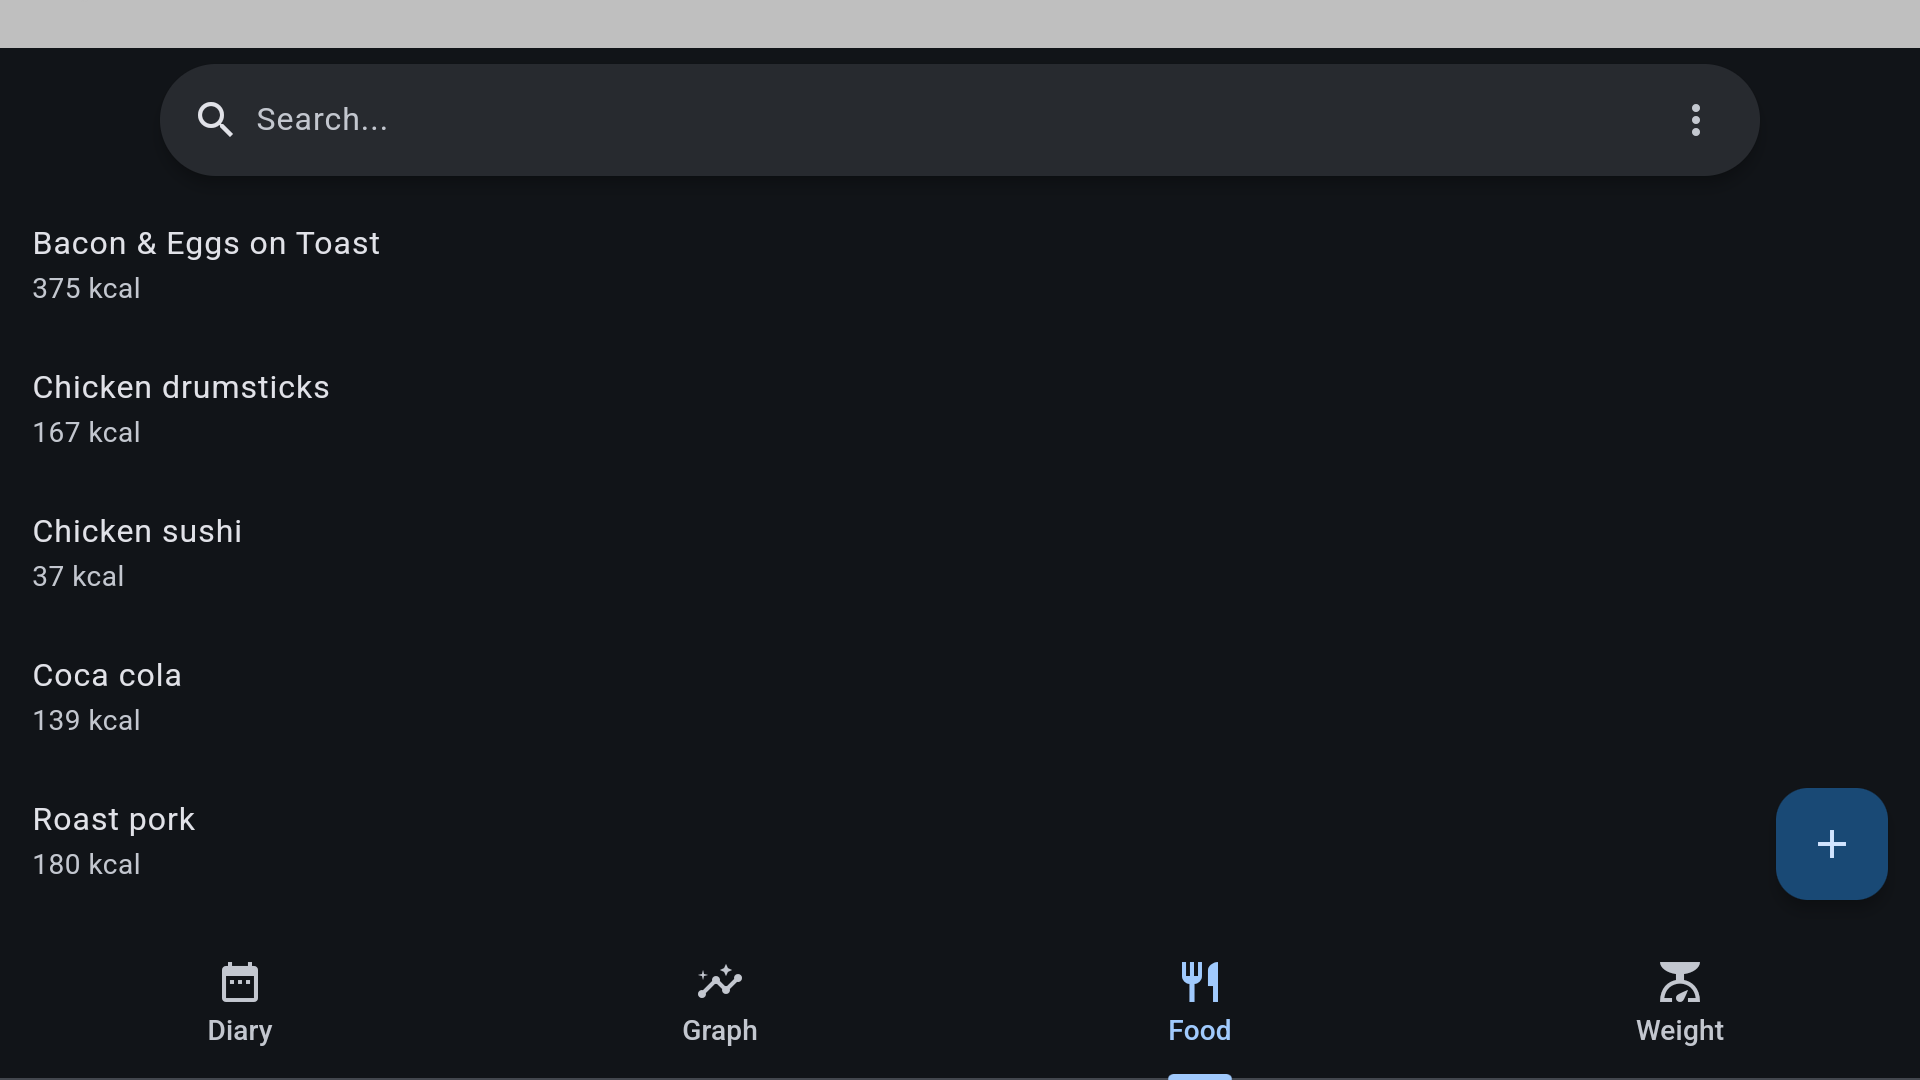 Search...
Bacon & Eggs on Toast
375 kcal
Chicken drumsticks
167 kcal
Chicken sushi
37 kcal
Coca cola
139 kcal
Roast pork
180 kcal
Diary
Graph
Food
Weight